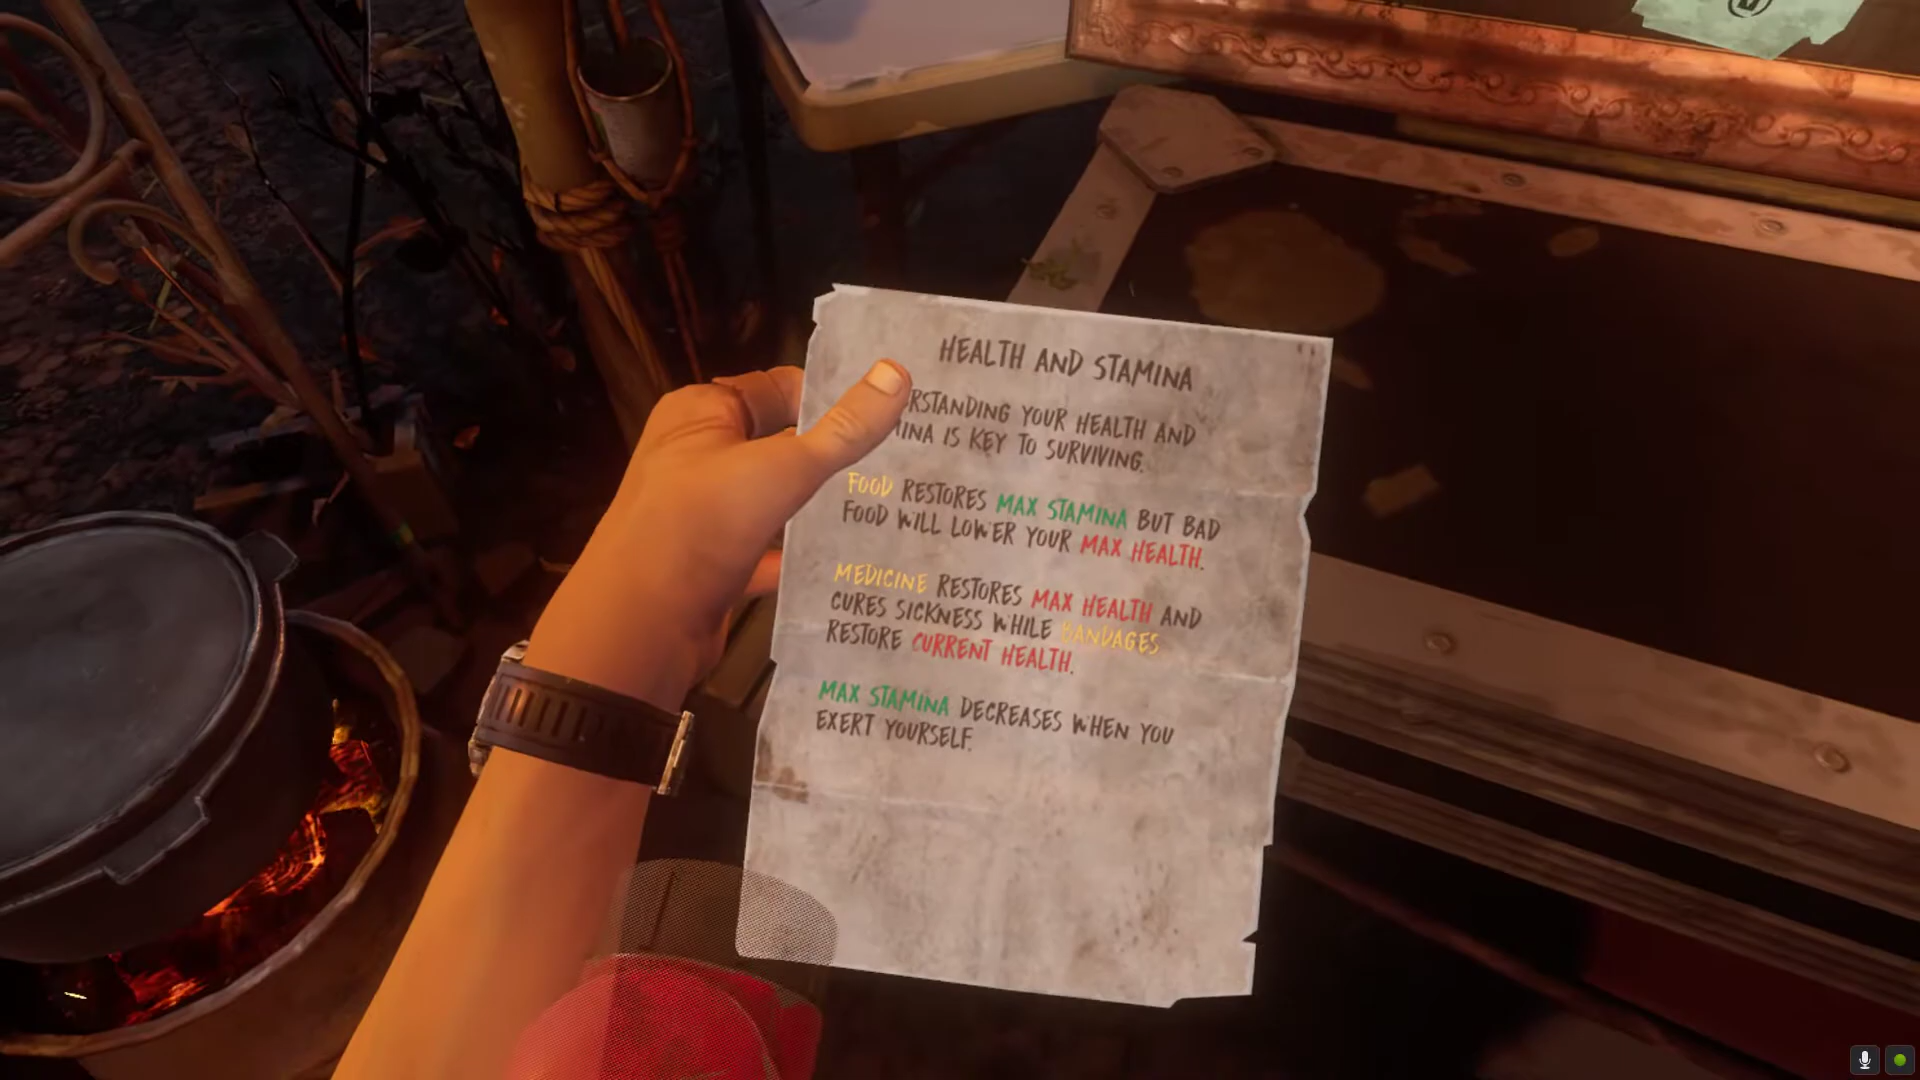 HEALTH AND STAMINA
RSTANDING YOUR HEALTH AND
INA IS KEY TO SURVIVING.
FOOD RESTORES MAX STAMINA BUT BAD
FOOD WILL LOWER YOUR MAX HEALTH.
MEDICINE RESTORES MAX HEALTH AND
CURES SICKNESS WHILE BANDAGES
RESTORE CURRENT HEALTH.
MAX STAMINA DECREASES WHEN YOU
EXERT YOURSELF.